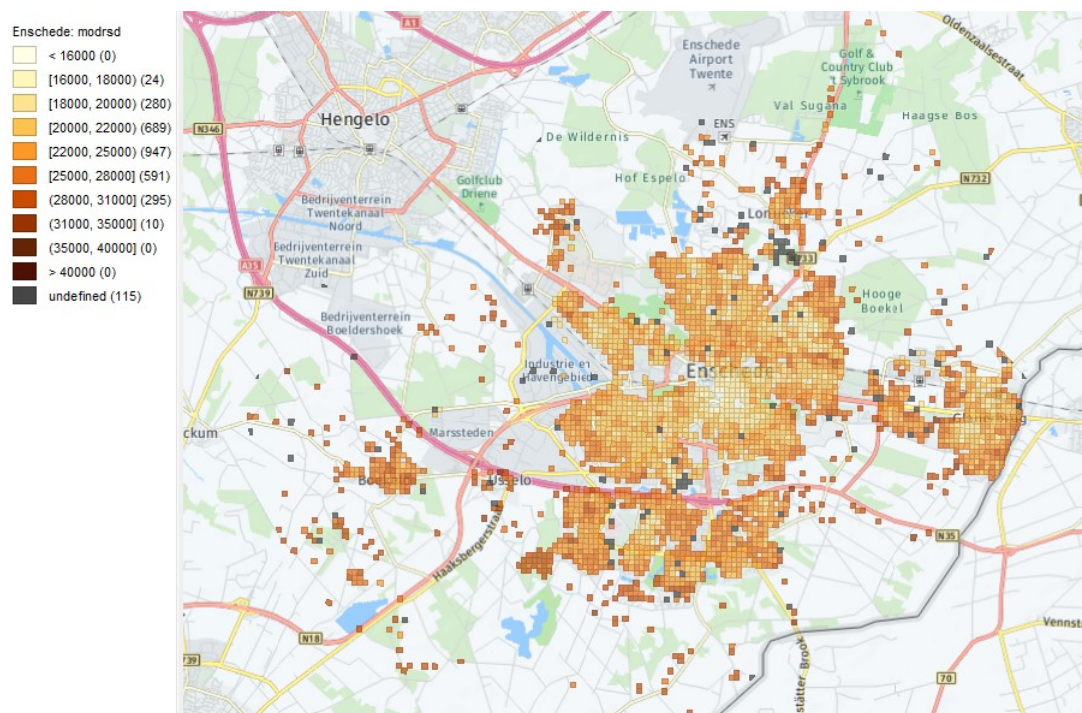 Enschede: modrsd
< 16000 (0)
[16000, 18000) (24)
[18000, 20000) (280)
[20000, 22000) (689)
[22000, 25000) (947)
[25000, 28000] (591)
(28000, 31000] (295)
(31000, 35000] (10)
(35000, 40000] (0)
> 40000 (0)
undefined (115)
A1
Oldenzaalsestraat
Enschede
Airport
Twente
Golf &
Country Club
't Sybrook
Val Sugana
Haagse Bos
N346
Hengelo
ENS
De Wildernis
Hof Espelo
N732
Golfclub
Driene
Bedrijventerrein
Twentekanaal
Noord
Bedrijventerrein
Twentekanaal
Zuid
A35
N739
N733
Hooge
Boekel
Bedrijventerrein
Boeldershoek
Industrie en
Havengebied
Enschede
Marssteden
ckum
Usselo
Haaksbergerstraat
N35
N18
739
Vennst
stätter Brook
70